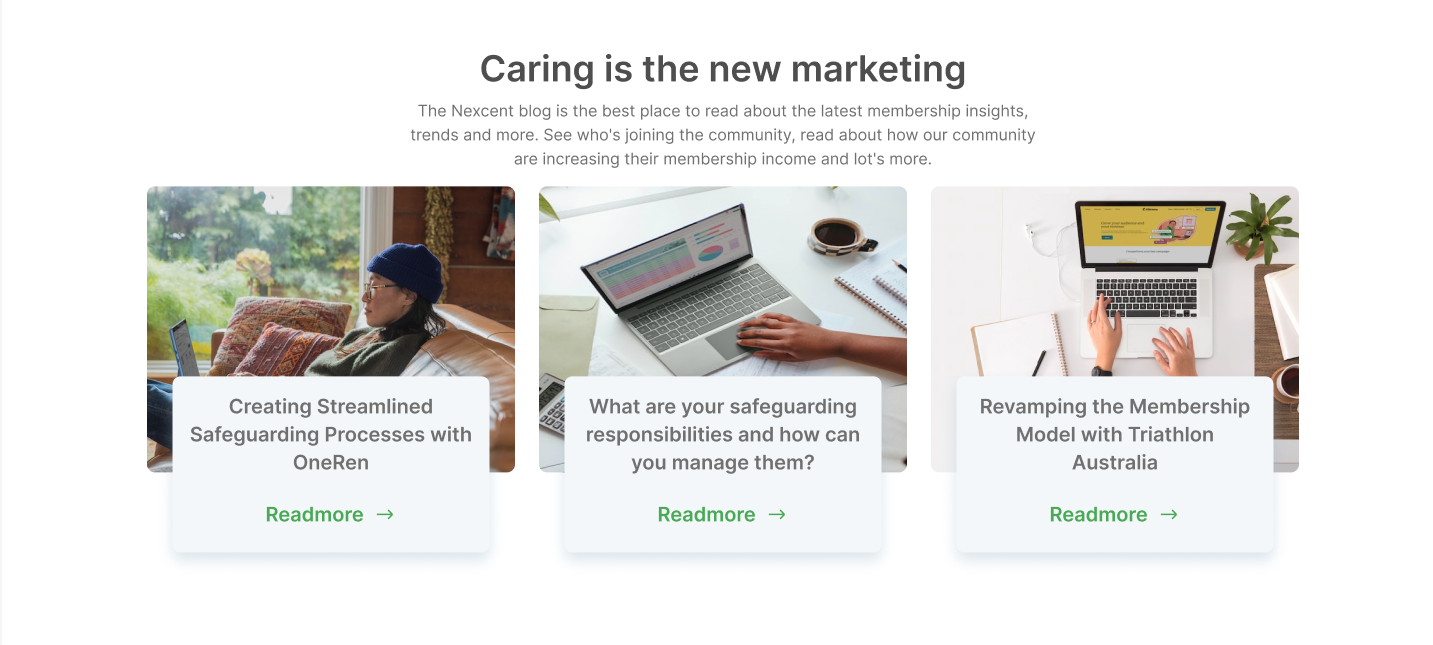 Caring is the new marketing
The Nexcent blog is the best place to read about the latest membership insights,
trends and more. See who's joining the community, read about how our community
are increasing their membership income and lot's more.
Creating Streamlined
Safeguarding Processes with
OneRen
Readmore →
What are your safeguarding
responsibilities and how can
you manage them?
Readmore →
Revamping the Membership
Model with Triathlon
Australia
Readmore →